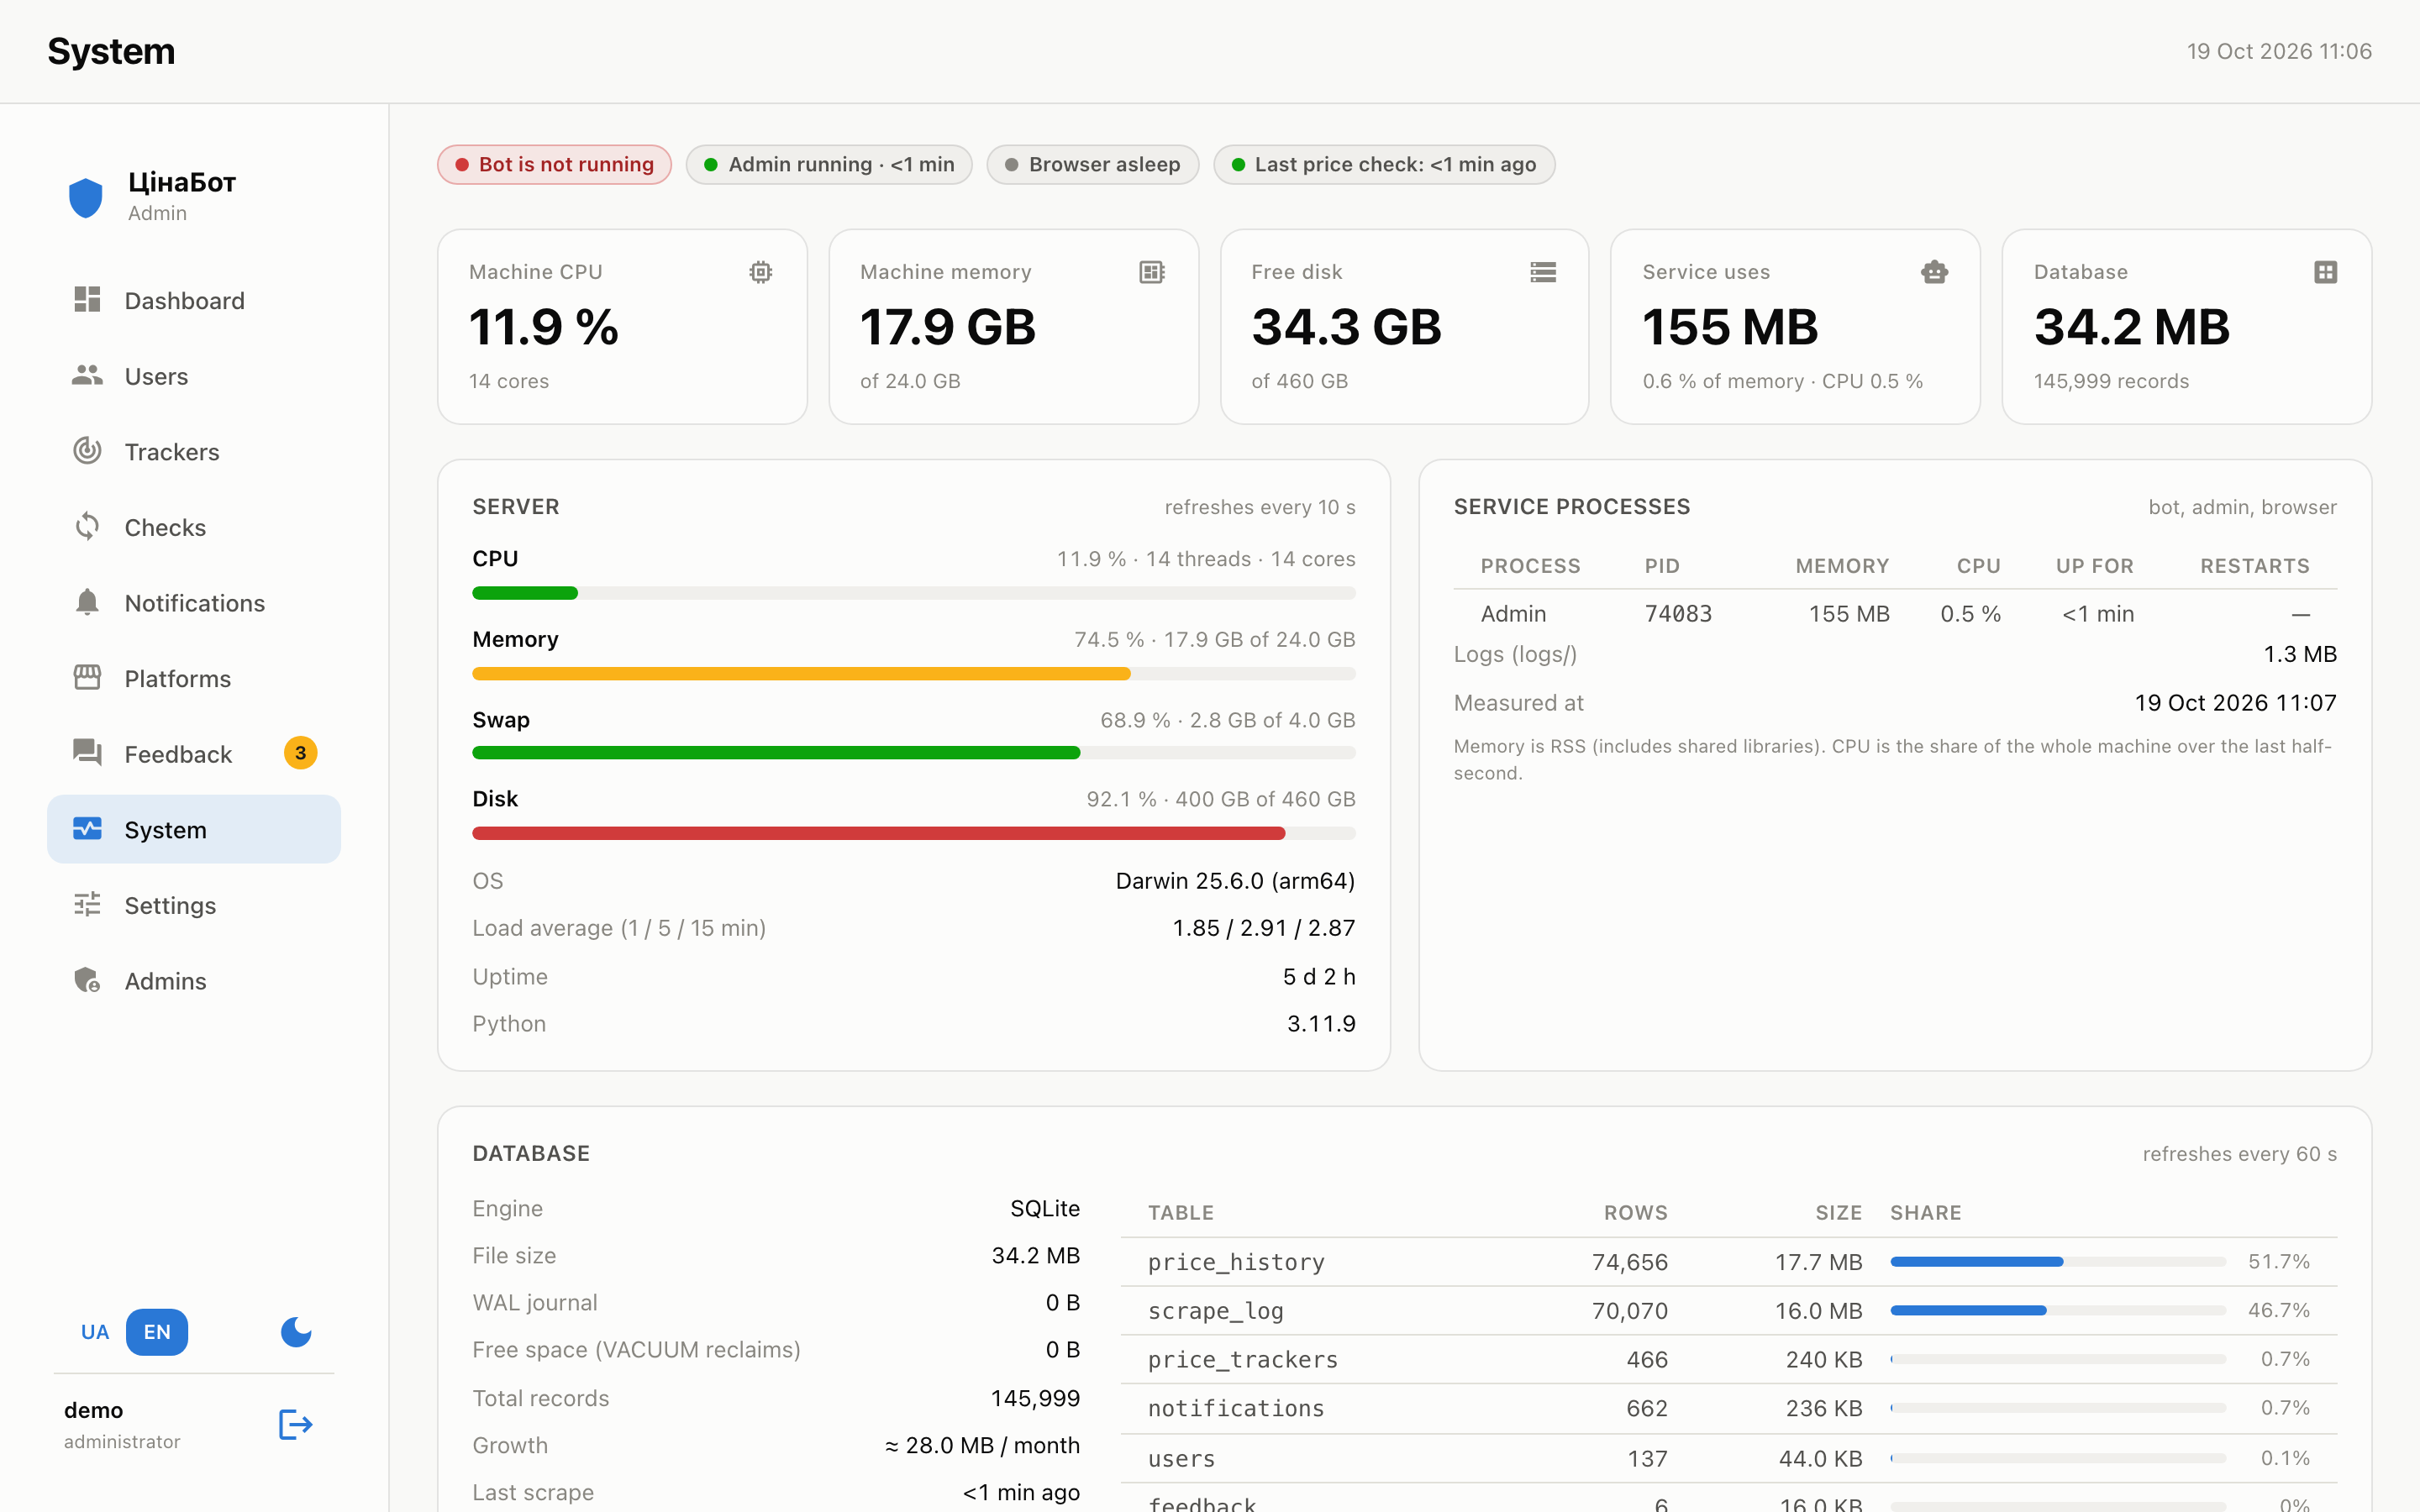 System
19 Oct 2026 11:06
ЦінаБот
Admin
Dashboard
Users
Trackers
Checks
Notifications
Platforms
Feedback 3
System
Settings
Admins
UA EN
demo
administrator
Bot is not running
Admin running · <1 min
Browser asleep
Last price check: <1 min ago
Machine CPU
11.9 %
14 cores
Machine memory
17.9 GB
of 24.0 GB
Free disk
34.3 GB
of 460 GB
Service uses
155 MB
0.6 % of memory · CPU 0.5 %
Database
34.2 MB
145,999 records
SERVER refreshes every 10 s
CPU 11.9 % · 14 threads · 14 cores
Memory 74.5 % · 17.9 GB of 24.0 GB
Swap 68.9 % · 2.8 GB of 4.0 GB
Disk 92.1 % · 400 GB of 460 GB
OS Darwin 25.6.0 (arm64)
Load average (1 / 5 / 15 min) 1.85 / 2.91 / 2.87
Uptime 5 d 2 h
Python 3.11.9
SERVICE PROCESSES bot, admin, browser
PROCESS PID MEMORY CPU UP FOR RESTARTS
Admin 74083 155 MB 0.5 % <1 min —
Logs (logs/) 1.3 MB
Measured at 19 Oct 2026 11:07
Memory is RSS (includes shared libraries). CPU is the share of the whole machine over the last half-
second.
DATABASE refreshes every 60 s
Engine SQLite
File size 34.2 MB
WAL journal 0 B
Free space (VACUUM reclaims) 0 B
Total records 145,999
Growth ≈ 28.0 MB / month
Last scrape <1 min ago
TABLE ROWS SIZE SHARE
price_history 74,656 17.7 MB 51.7%
scrape_log 70,070 16.0 MB 46.7%
price_trackers 466 240 KB 0.7%
notifications 662 236 KB 0.7%
users 137 44.0 KB 0.1%
feedback 6 16.0 KB 0%